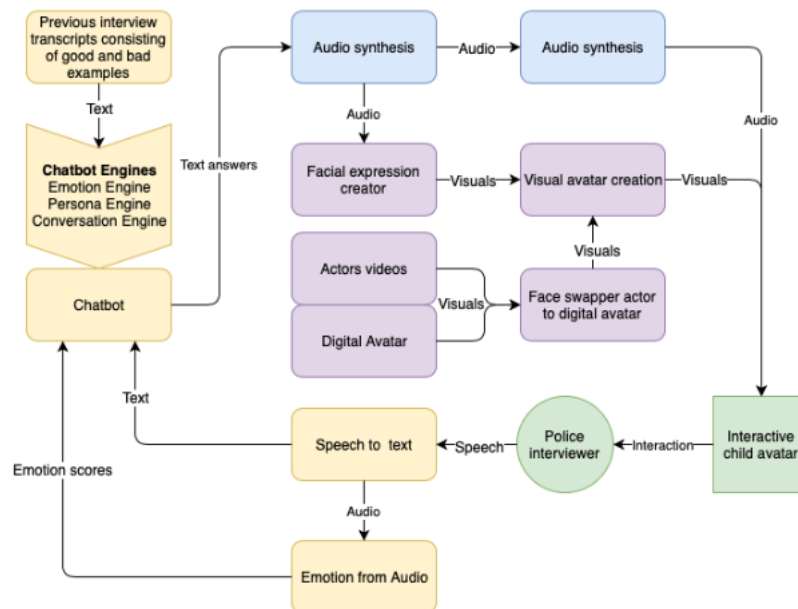 Previous interview
transcripts consisting
of good and bad
examples
Text
Chatbot Engines
Emotion Engine
Persona Engine
Conversation Engine
Chatbot
Text answers
Audio synthesis
Audio
Audio synthesis
Audio
Audio
Facial expression
creator
Visuals
Visual avatar creation
Visuals
Visuals
Actors videos
Digital Avatar
Visuals
Face swapper actor
to digital avatar
Text
Emotion scores
Speech to text
Speech
Police
interviewer
Interaction
Interactive
child avatar
Audio
Emotion from Audio